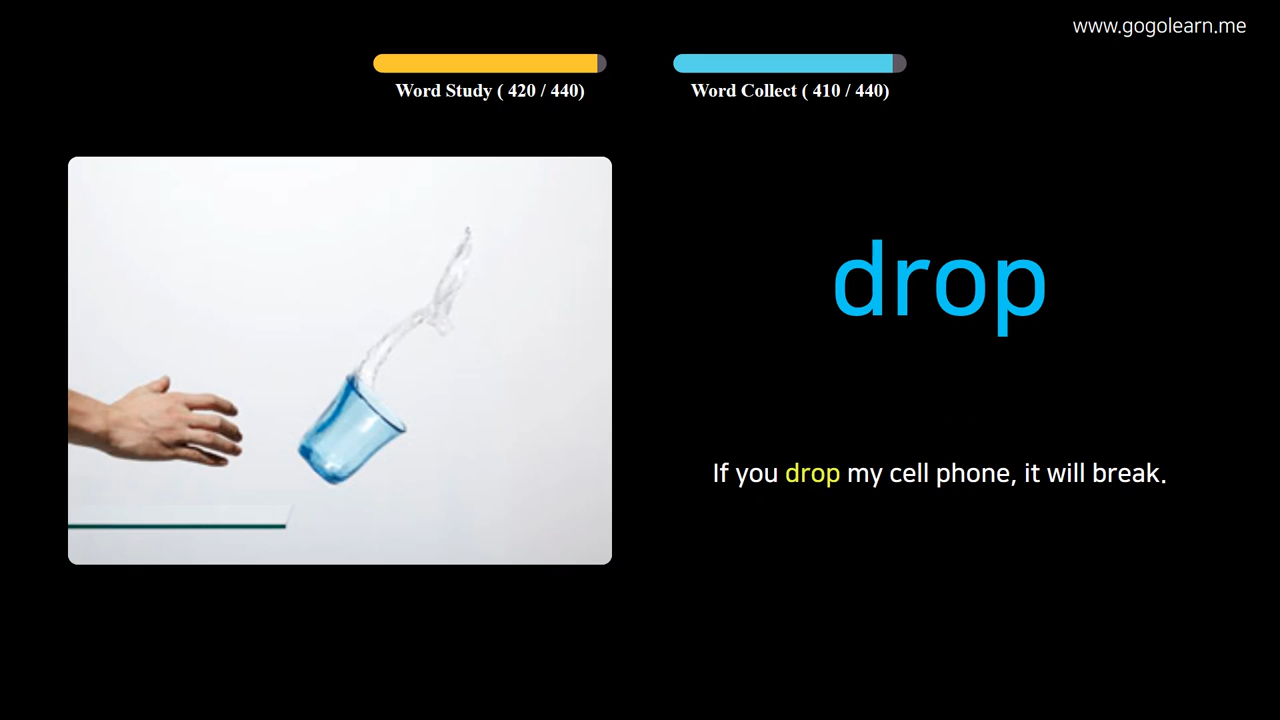 www.gogolearn.me
Word Study ( 420 / 440)
Word Collect ( 410 / 440)
drop
If you drop my cell phone, it will break.